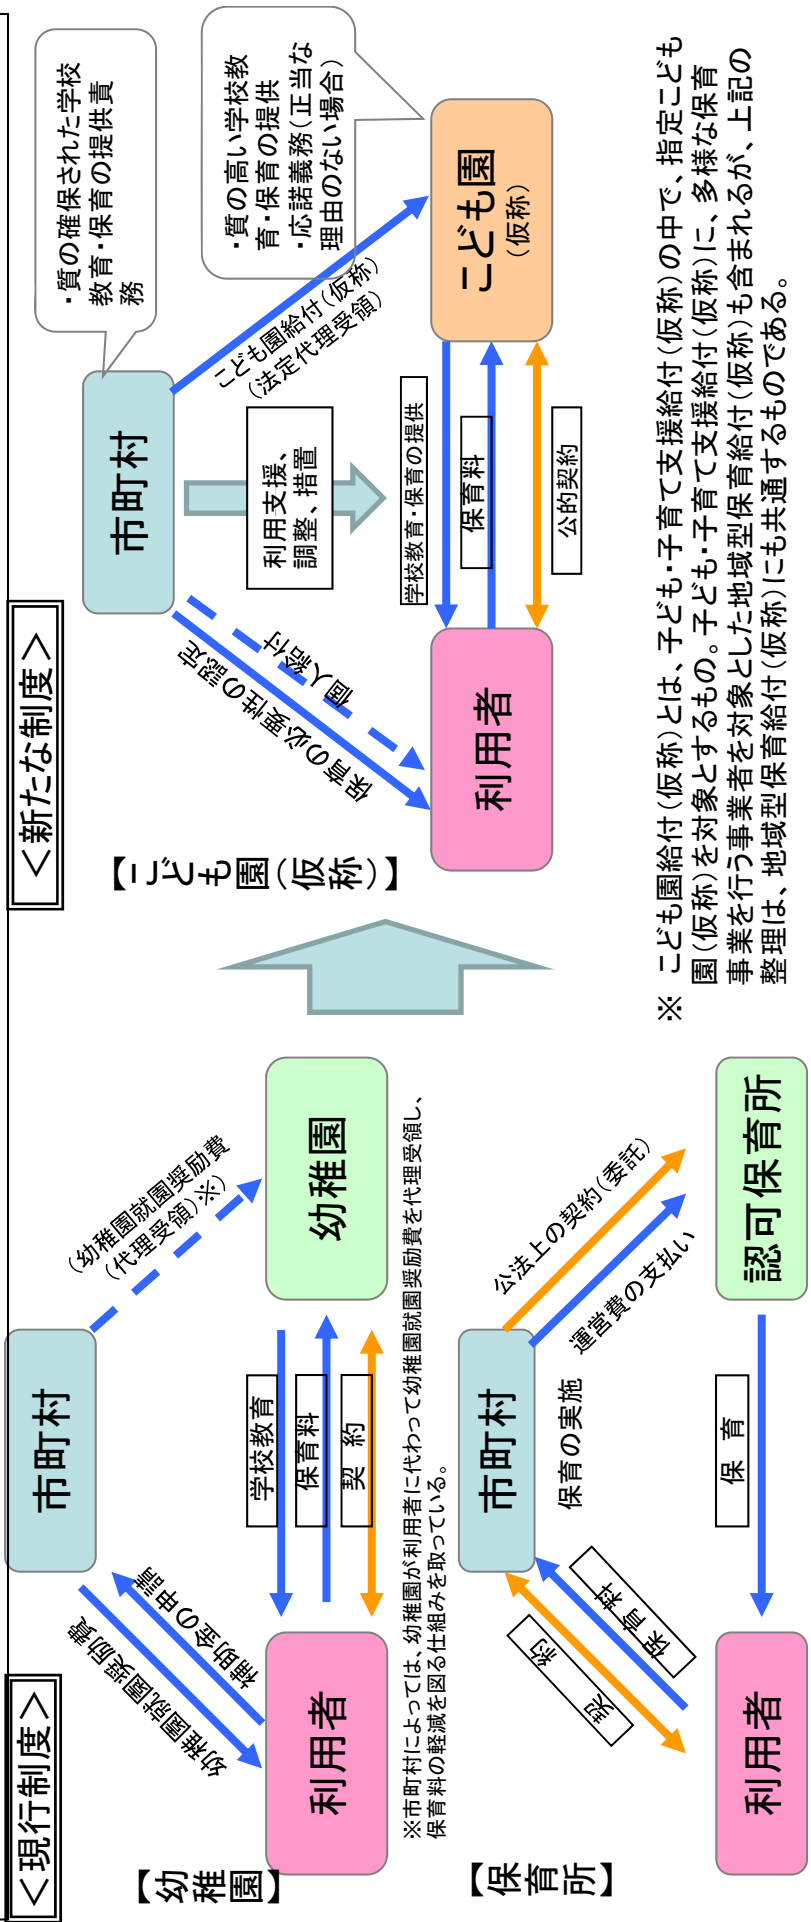 ＜現行制度＞
【幼稚園】
市町村
幼稚園就園奨励費
補助金の申請
(幼稚園就園奨励費
(代理受領)※)
利用者
学校教育
保育料
契 約
幼稚園
※市町村によっては、幼稚園が利用者に代わって幼稚園就園奨励費を代理受領し、
保育料の軽減を図る仕組みを取っている。
【保育所】
市町村
保育の実施
契 約
保育料
公法上の契約(委託)
運営費の支払い
利用者
保 育
認可保育所
＜新たな制度＞
【こども園(仮称)】
市町村
・質の確保された学校
教育・保育の提供責
務
保育の必要性の認定
個人給付
利用支援、
調整、措置
こども園給付(仮称)
(法定代理受領)
・質の高い学校教
育・保育の提供
・応諾義務(正当な
理由のない場合)
利用者
学校教育・保育の提供
保育料
公的契約
こども園
(仮称)
※ こども園給付(仮称)とは、子ども・子育て支援給付(仮称)の中で、指定こども
園(仮称)を対象とするもの。子ども・子育て支援給付(仮称)に、多様な保育
事業を行う事業者を対象とした地域型保育給付(仮称)も含まれるが、上記の
整理は、地域型保育給付(仮称)にも共通するものである。